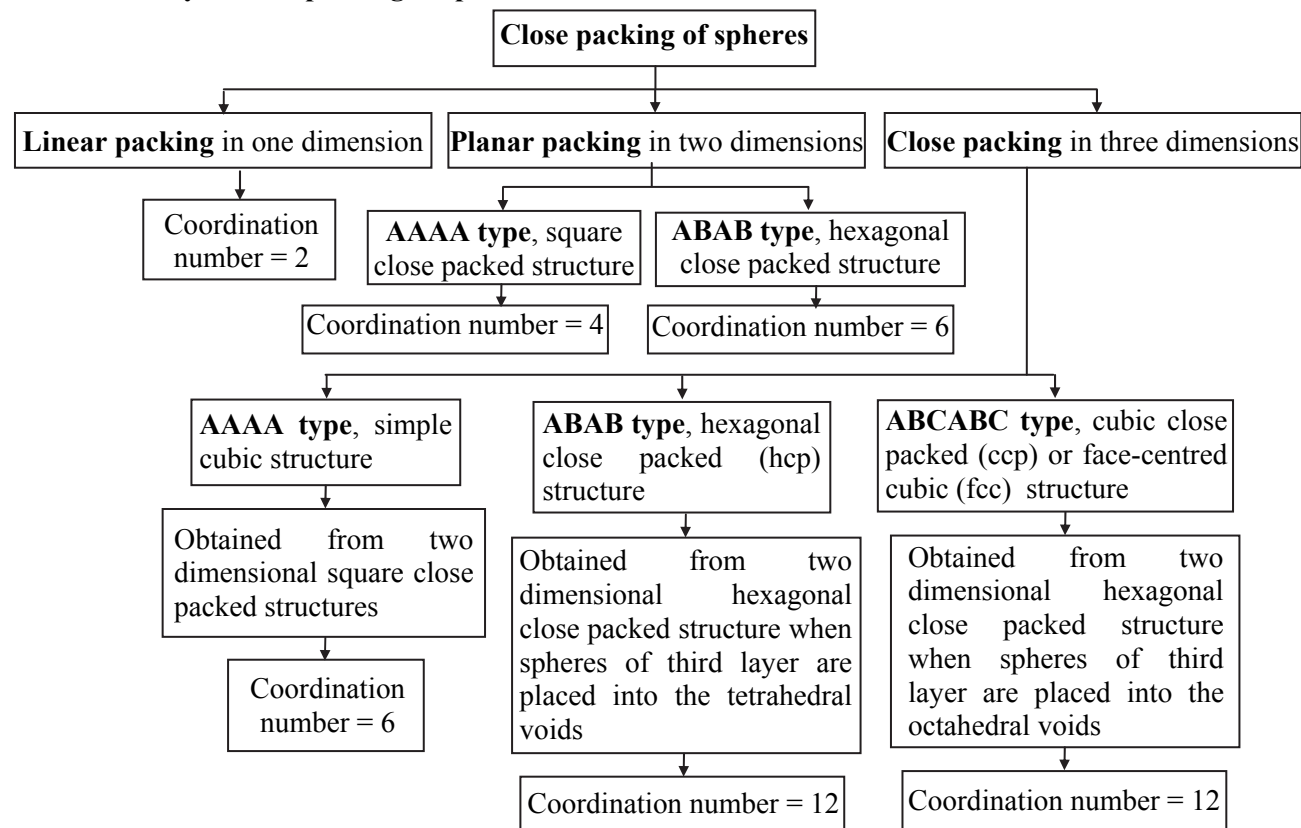 Close packing of spheres
Linear packing in one dimension
Planar packing in two dimensions
Close packing in three dimensions
Coordination
number = 2
AAAA type, square
close packed structure
ABAB type, hexagonal
close packed structure
Coordination number = 4
Coordination number = 6
AAAA type, simple
cubic structure
Obtained from two
dimensional square close
packed structures
Coordination
number = 6
ABAB type, hexagonal
close packed (hcp)
structure
Obtained from two
dimensional hexagonal
close packed structure when
spheres of third layer are
placed into the tetrahedral
voids
Coordination number = 12
ABCABC type, cubic close
packed (ccp) or face-centred
cubic (fcc) structure
Obtained from two
dimensional hexagonal
close packed structure
when spheres of third
layer are placed into the
octahedral voids
Coordination number = 12